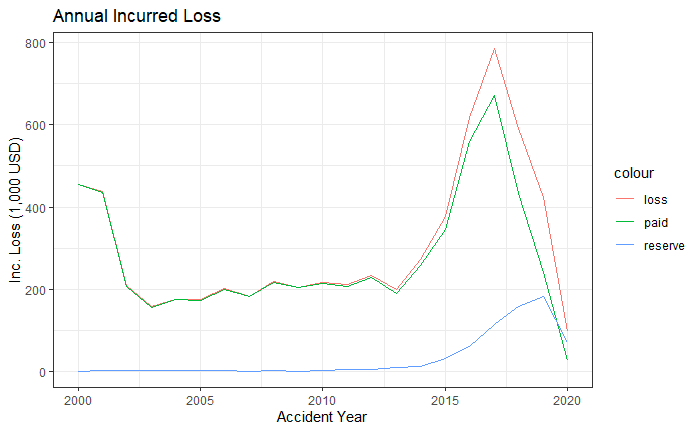 Annual Incurred Loss
800
600
400
200
0
Inc. Loss (1,000 USD)
2000
2005
2010
2015
2020
Accident Year
colour
loss
paid
reserve